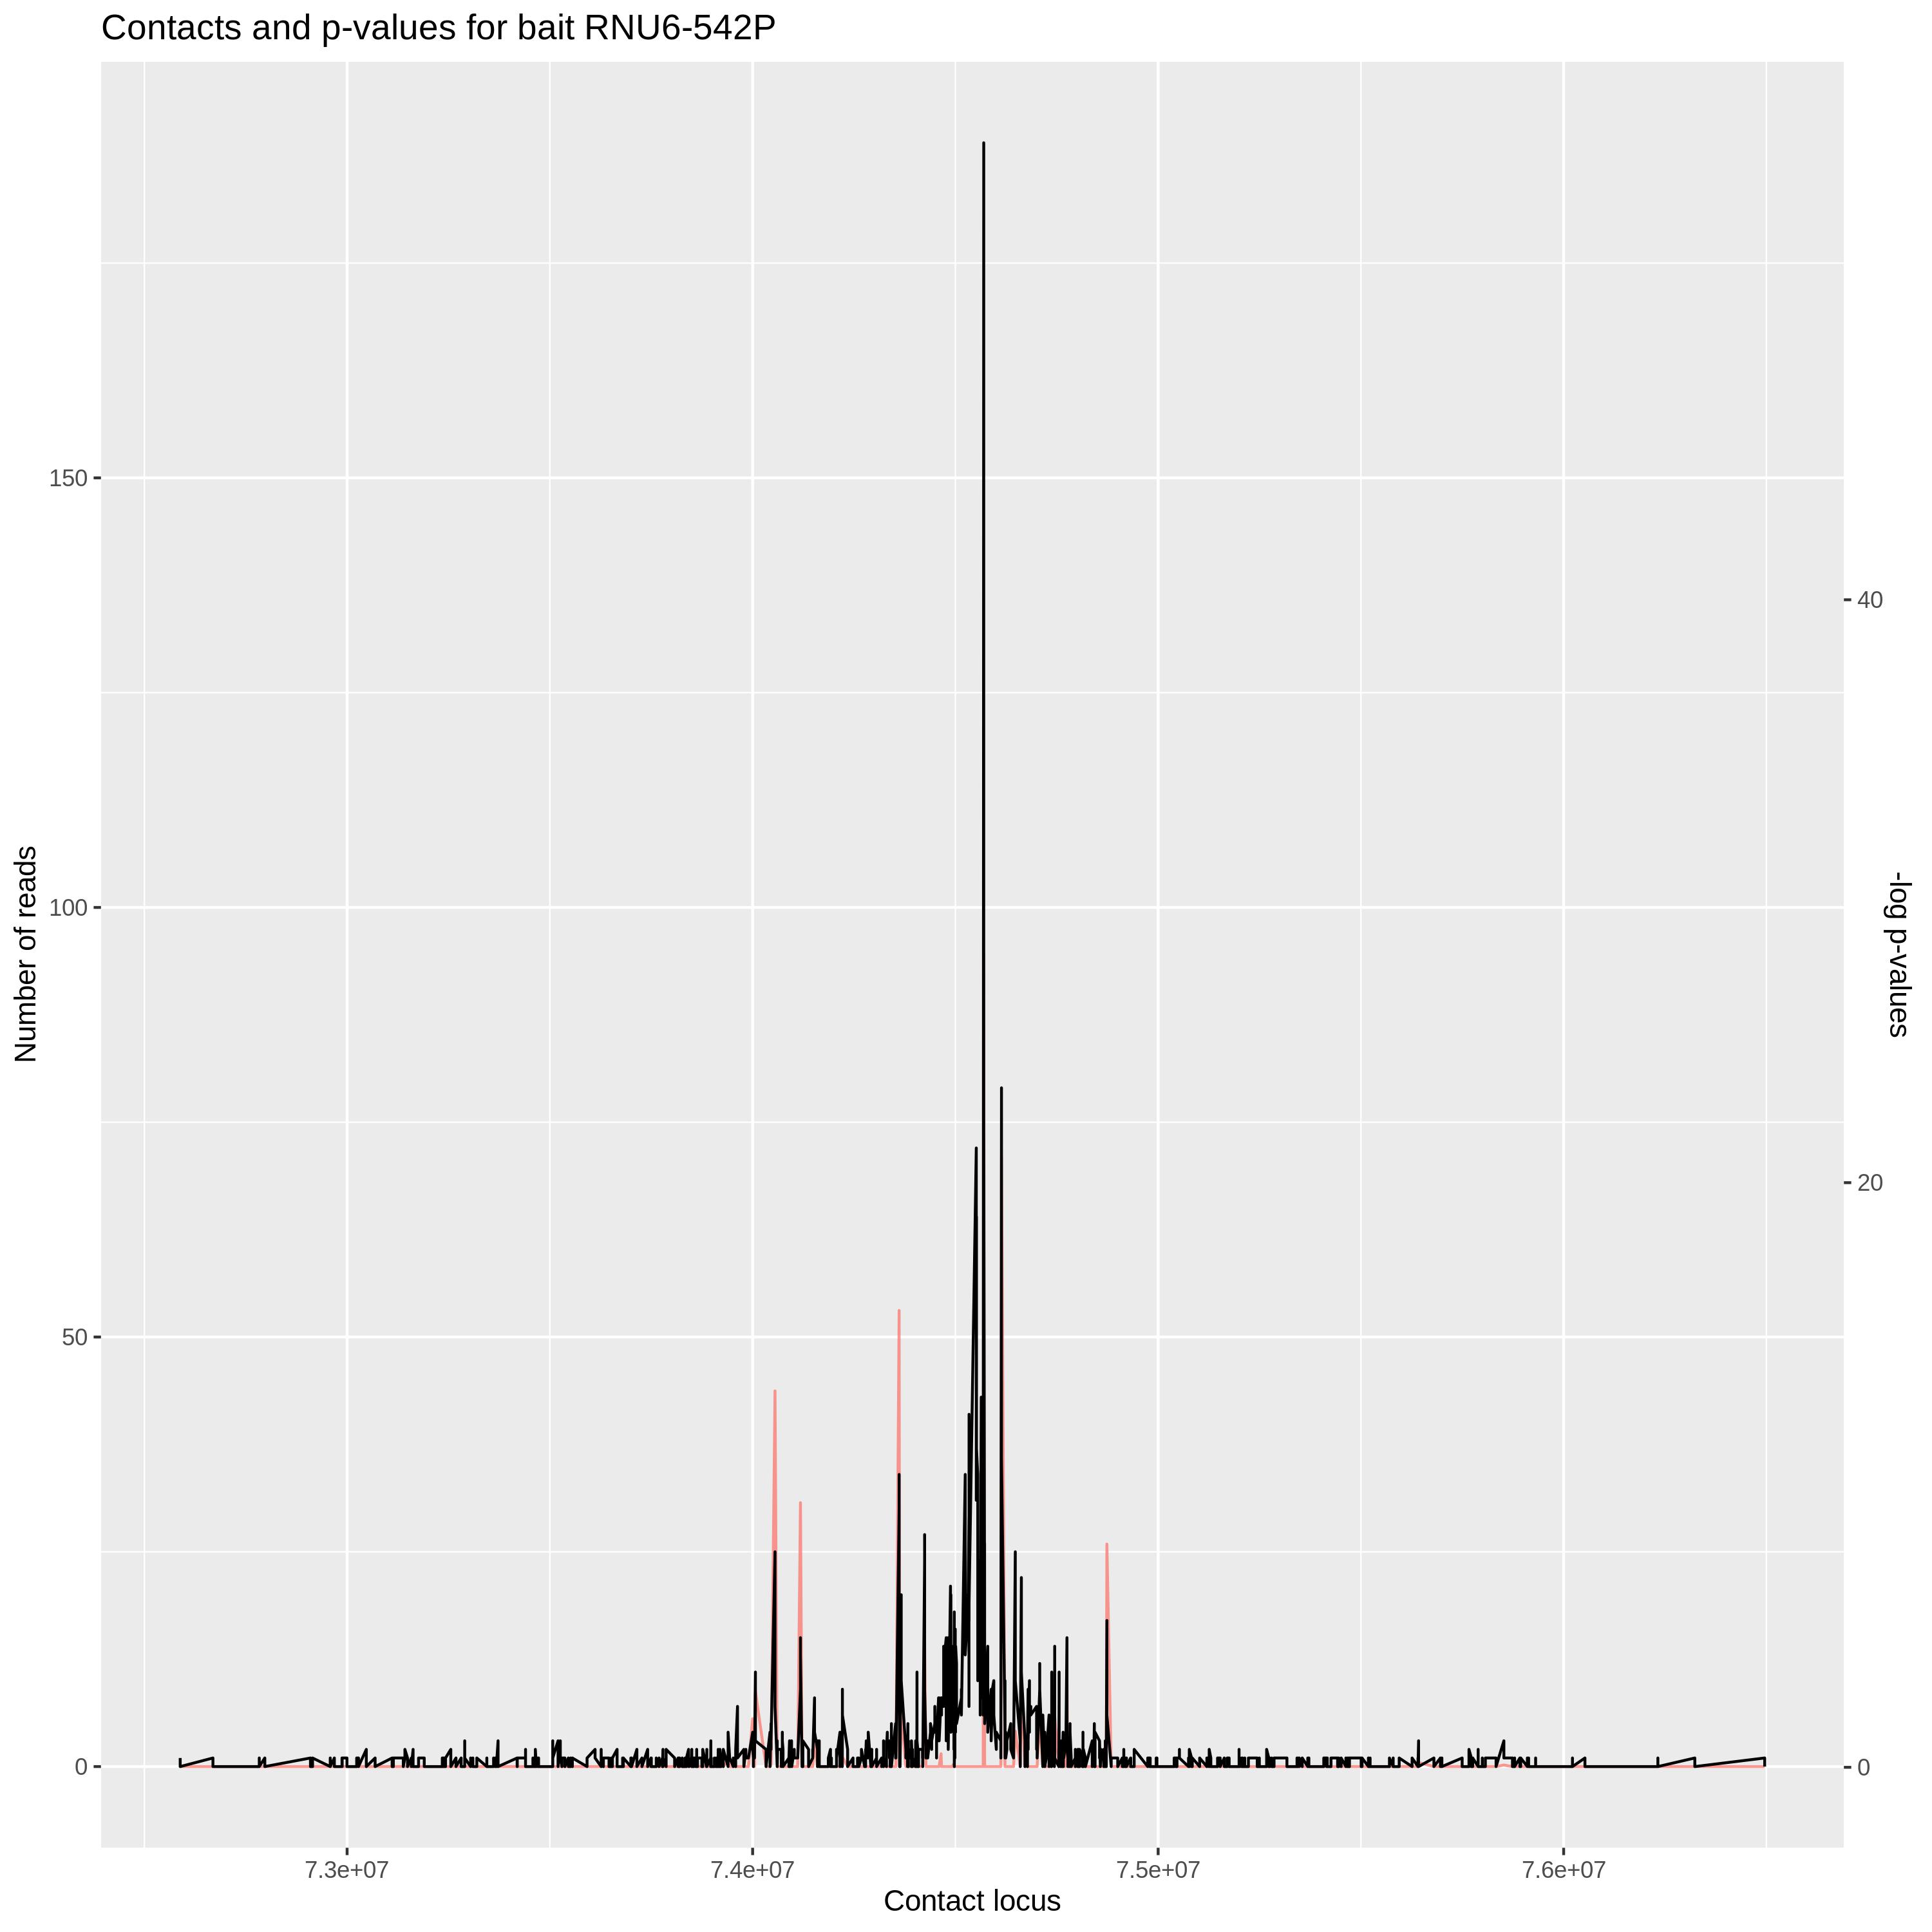 Contacts and p-values for bait RNU6-542P
Number of reads
150
100
50
0
40
20
0
-log p-values
7.3e+07 7.4e+07 7.5e+07 7.6e+07
Contact locus